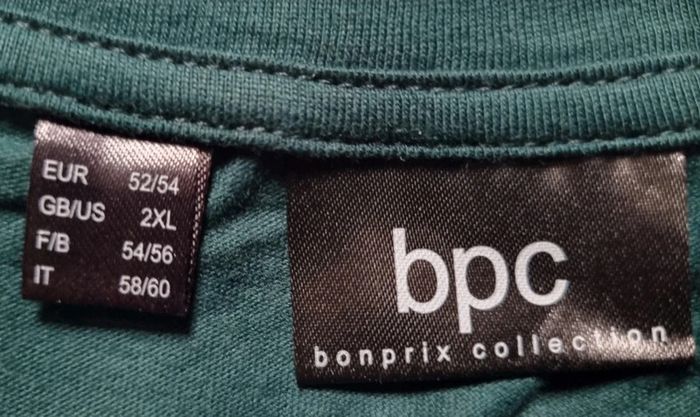 EUR 52/54
GB/US 2XL
F/B 54/56
IT 58/60
bpc
bonprix collection